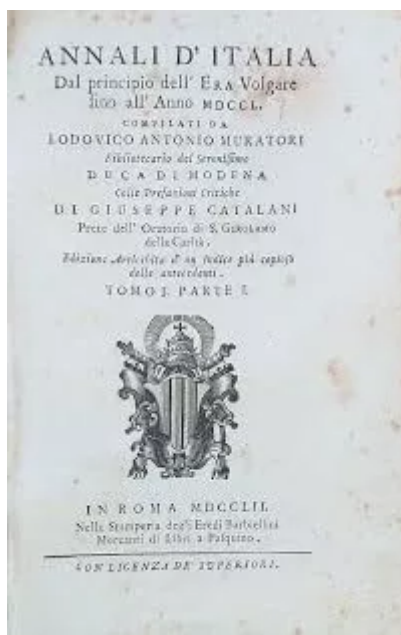 ANNALI D' ITALIA
Dal principio dell' ERA Volgare
fino all' Anno MDCCL.
COMPILATI DA
LODOVICO ANTONIO MURATORI
Bibliotecario del Serenissimo
DUCA DI MODENA
Colle Prefazioni Critiche
DI GIUSEPPE CATALANI
Prete dell' Oratorio di S. GIROLAMO
della Carità.
Edizione Arricchita d' un indice più copioso
delle antecedenti.
TOMO I. PARTE I.
IN ROMA MDCCLII.
Nella Stamperia degli Eredi Barbiellini
Mercanti di Libri a Pasquino.
CON LICENZA DE' SUPERIORI.